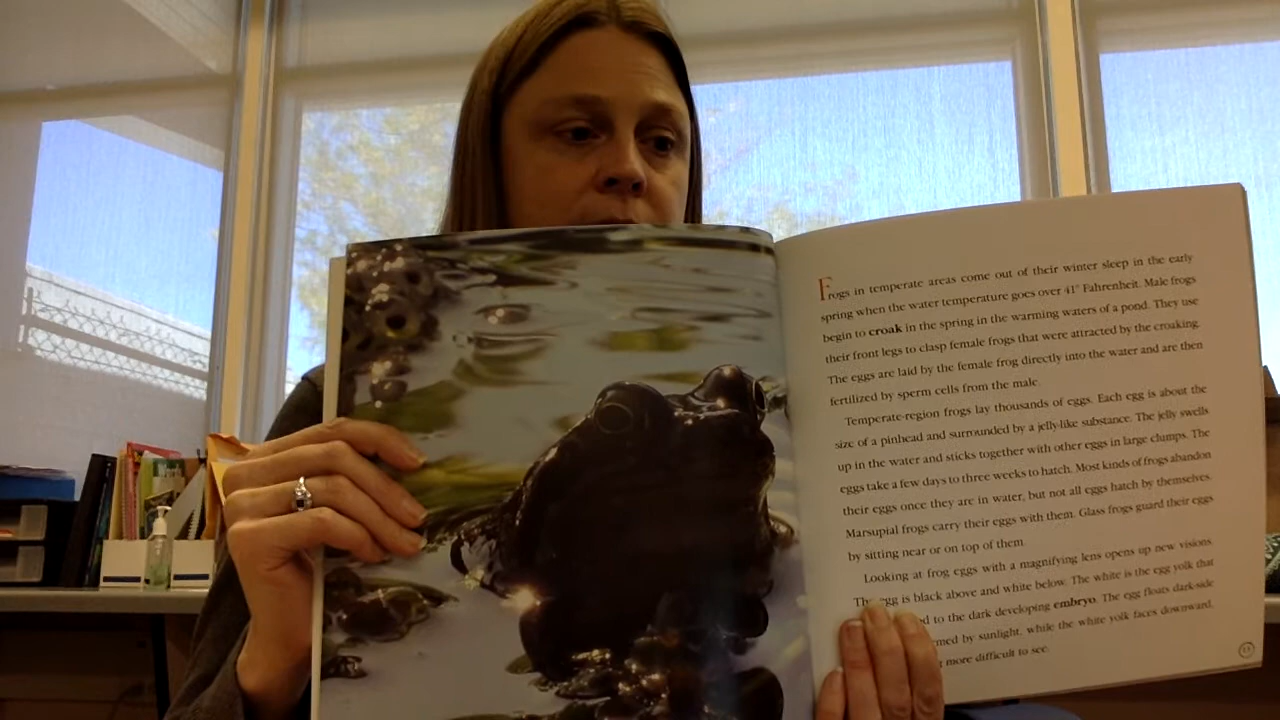 Frogs in temperate areas come out of their winter sleep in the early
spring when the water temperature goes over 41° Fahrenheit. Male frogs
begin to croak in the spring in the warming waters of a pond. They use
their front legs to clasp female frogs that were attracted by the croaking.
The eggs are laid by the female frog directly into the water and are then
fertilized by sperm cells from the male.
Temperate-region frogs lay thousands of eggs. Each egg is about the
size of a pinhead and surrounded by a jelly-like substance. The jelly swells
up in the water and sticks together with other eggs in large clumps. The
eggs take a few days to three weeks to hatch. Most kinds of frogs abandon
their eggs once they are in water, but not all eggs hatch by themselves.
Marsupial frogs carry their eggs with them. Glass frogs guard their eggs
by sitting near or on top of them.
Looking at frog eggs with a magnifying lens opens up new visions.
The egg is black above and white below. The white is the egg yolk that
to the dark developing embryo. The egg floats dark-side
by sunlight, while the white yolk faces downward,
more difficult to see.